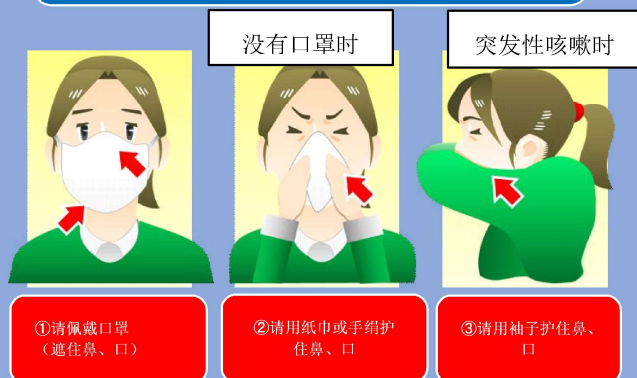 没有口罩时
突发性咳嗽时
①请佩戴口罩
（遮住鼻、口）
②请用纸巾或手绢护
住鼻、口
③请用袖子护住鼻、
口